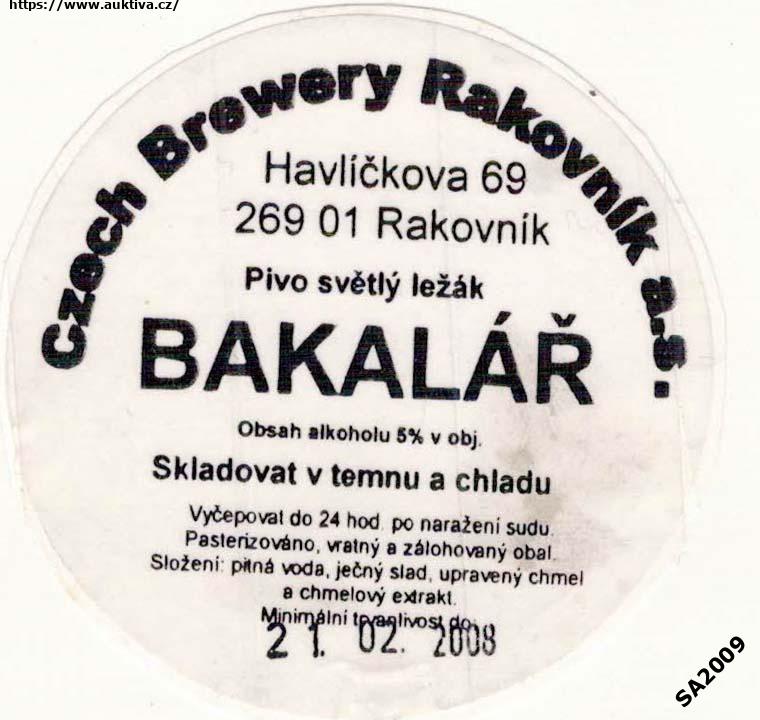 https://www.auktiva.cz/
Czech Brewery Rakovník a.s.
Havlíčkova 69
269 01 Rakovník
Pivo světlý ležák
BAKALÁŘ
Obsah alkoholu 5% v obj.
Skladovat v temnu a chladu
Vyčepovat do 24 hod. po naražení sudu.
Pasterizováno, vratný a zálohovaný obal.
Složení: pitná voda, ječný slad, upravený chmel
a chmelový extrakt.
Minimální trvanlivost do:
21. 02. 2008
SA2009